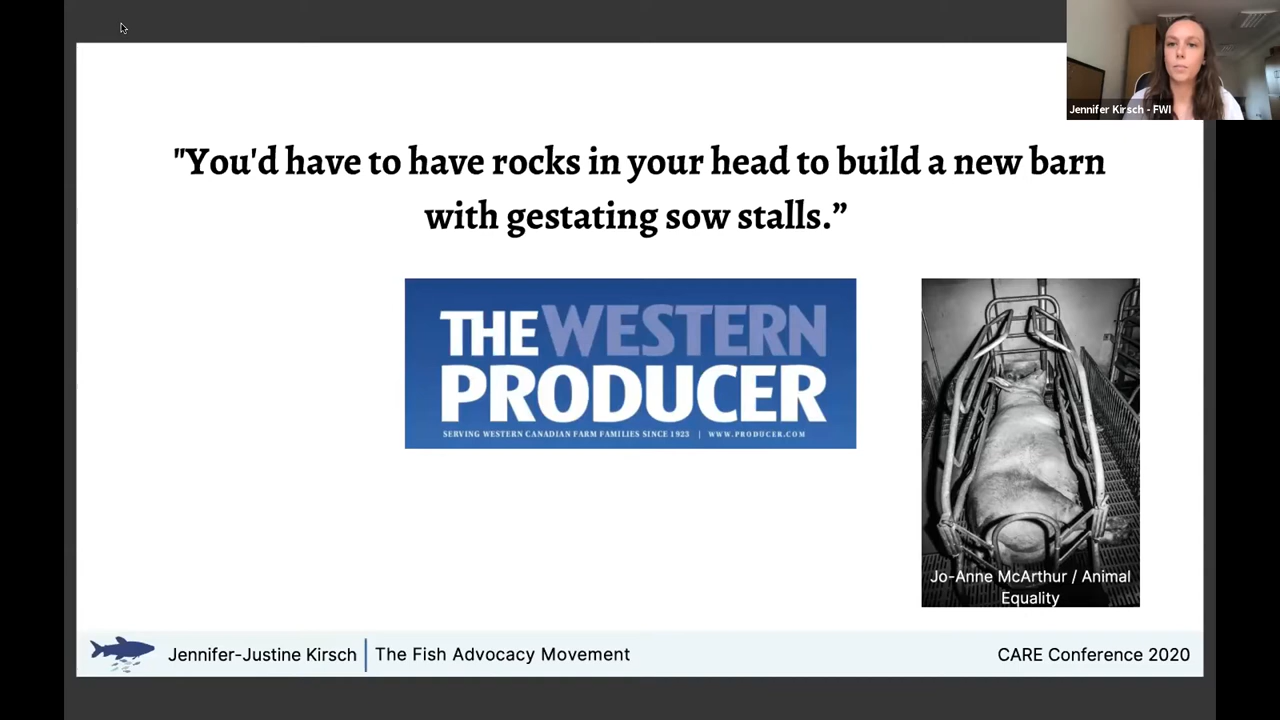 Jennifer Kirsch - FWI
"You'd have to have rocks in your head to build a new barn
with gestating sow stalls.”
THE WESTERN
PRODUCER
SERVING WESTERN CANADIAN FARM FAMILIES SINCE 1923 | WWW.PRODUCER.COM
Jo-Anne McArthur / Animal
Equality
Jennifer-Justine Kirsch | The Fish Advocacy Movement
CARE Conference 2020